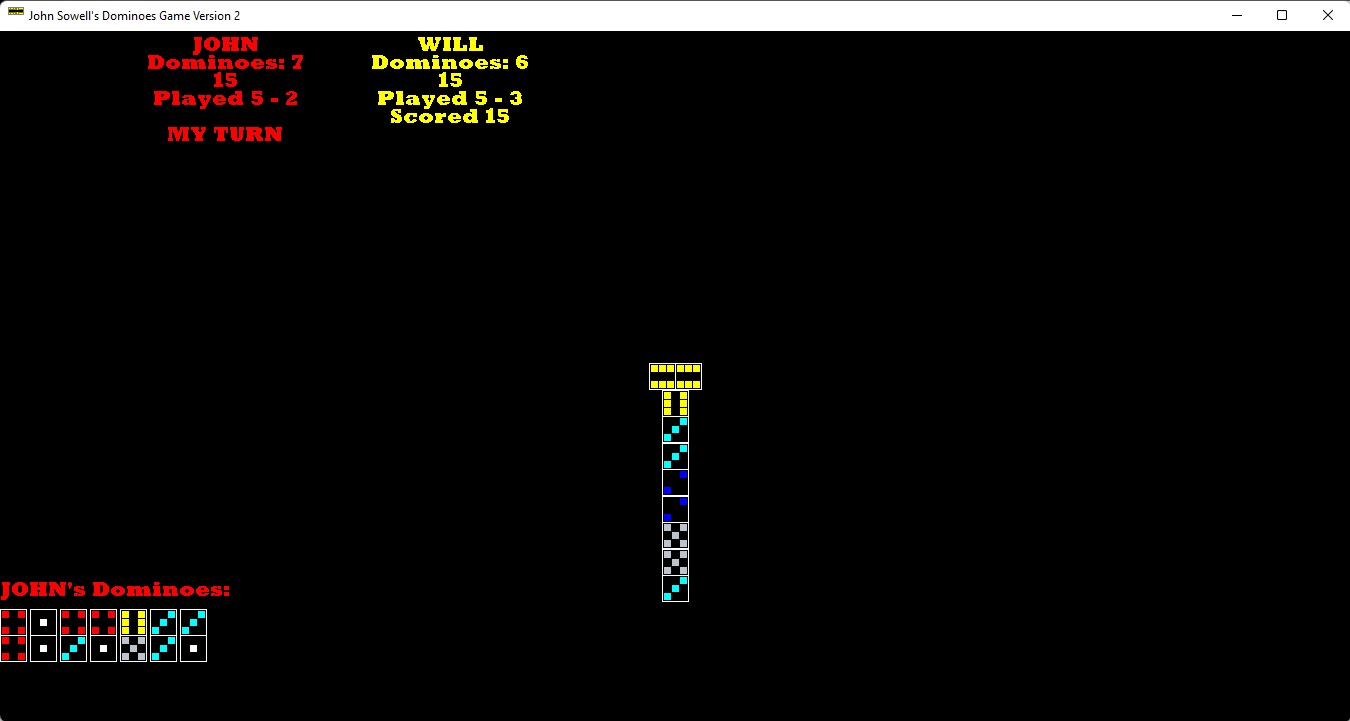 John Sowell's Dominoes Game Version 2
JOHN
Dominoes: 7
15
Played 5 - 2
MY TURN
WILL
Dominoes: 6
15
Played 5 - 3
Scored 15
JOHN's Dominoes: